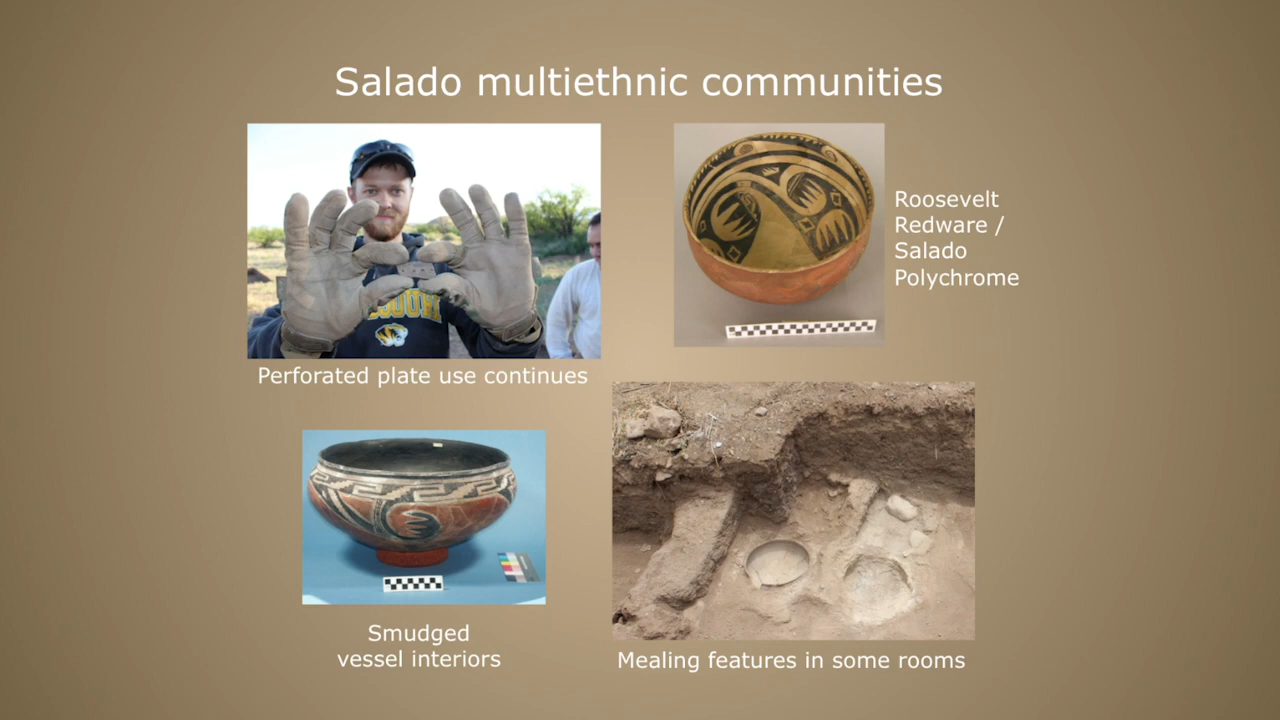 Salado multiethnic communities
Roosevelt
Redware /
Salado
Polychrome
Perforated plate use continues
Smudged
vessel interiors
Mealing features in some rooms